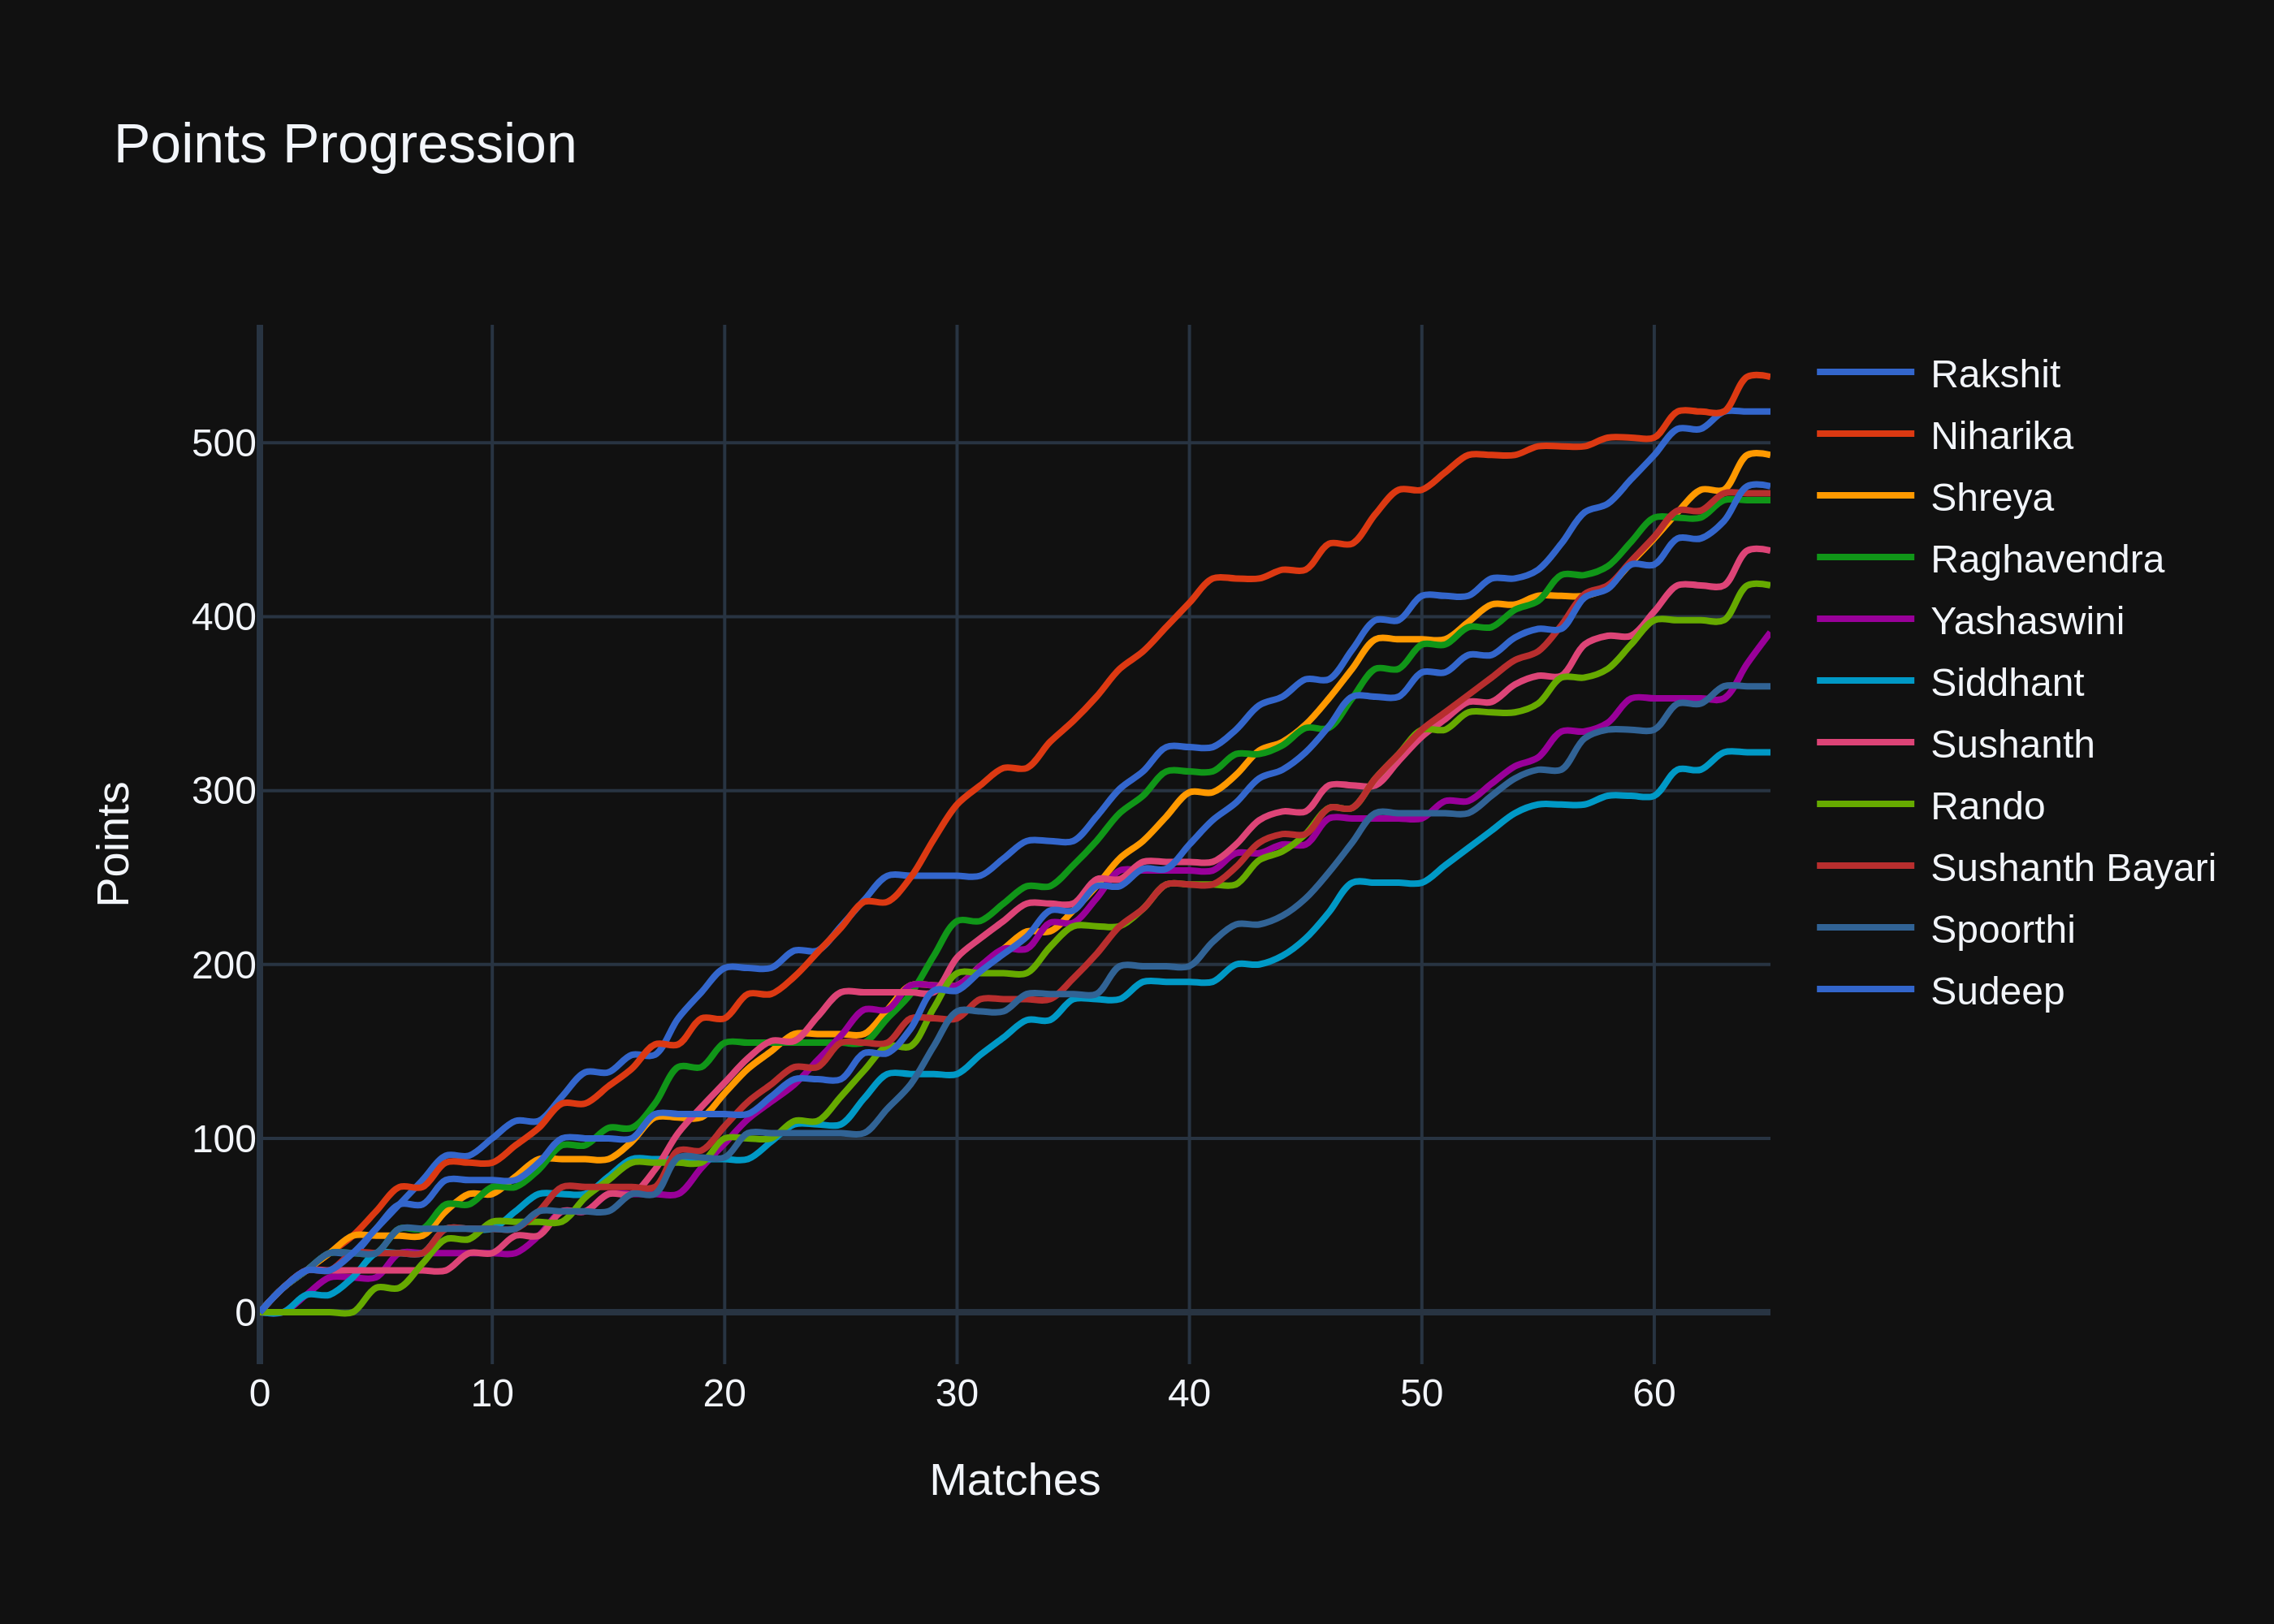 Points Progression
Points
500
400
300
200
100
0
0 10 20 30 40 50 60
Matches
Rakshit
Niharika
Shreya
Raghavendra
Yashaswini
Siddhant
Sushanth
Rando
Sushanth Bayari
Spoorthi
Sudeep